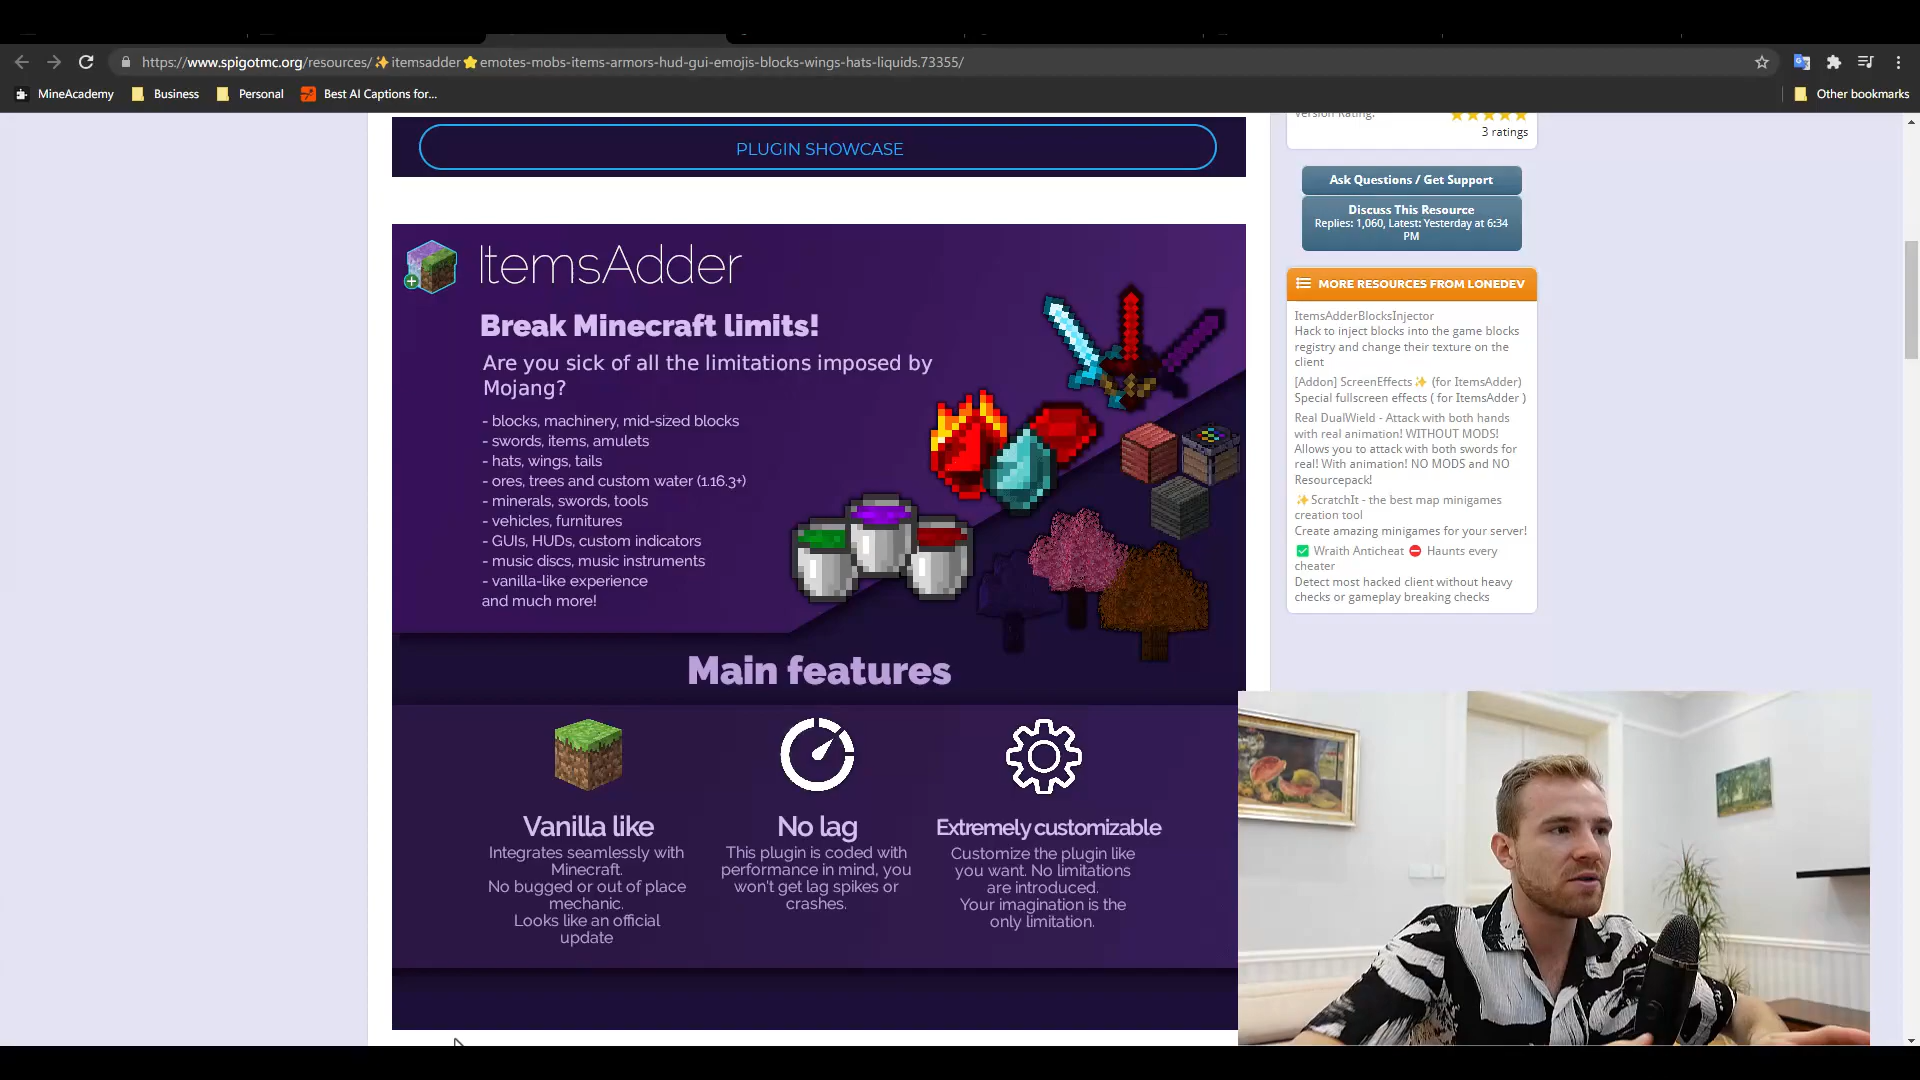 https://www.spigotmc.org/resources/✨itemsadder⭐emotes-mobs-items-armors-hud-gui-emojis-blocks-wings-hats-liquids.73355/
MineAcademy
Business
Personal
Best AI Captions for...
Other bookmarks
PLUGIN SHOWCASE
ItemsAdder
Break Minecraft limits!
Are you sick of all the limitations imposed by
Mojang?
- blocks, machinery, mid-sized blocks
- swords, items, amulets
- hats, wings, tails
- ores, trees and custom water (1.16.3+)
- minerals, swords, tools
- vehicles, furnitures
- GUIs, HUDs, custom indicators
- music discs, music instruments
- vanilla-like experience
and much more!
Main features
Vanilla like
Integrates seamlessly with
Minecraft.
No bugged or out of place
mechanic.
Looks like an official
update
No lag
This plugin is coded with
performance in mind, you
won't get lag spikes or
crashes.
Extremely customizable
Customize the plugin like
you want. No limitations
are introduced.
Your imagination is the
only limitation.
Version Rating:
3 ratings
Ask Questions / Get Support
Discuss This Resource
Replies: 1,060, Latest: Yesterday at 6:34
PM
MORE RESOURCES FROM LONEDEV
ItemsAdderBlocksInjector
Hack to inject blocks into the game blocks
registry and change their texture on the
client
[Addon] ScreenEffects✨ (for ItemsAdder)
Special fullscreen effects ( for ItemsAdder )
Real DualWield - Attack with both hands
with real animation! WITHOUT MODS!
Allows you to attack with both swords for
real! With animation! NO MODS and NO
Resourcepack!
✨ScratchIt - the best map minigames
creation tool
Create amazing minigames for your server!
✅ Wraith Anticheat ⛔ Haunts every
cheater
Detect most hacked client without heavy
checks or gameplay breaking checks